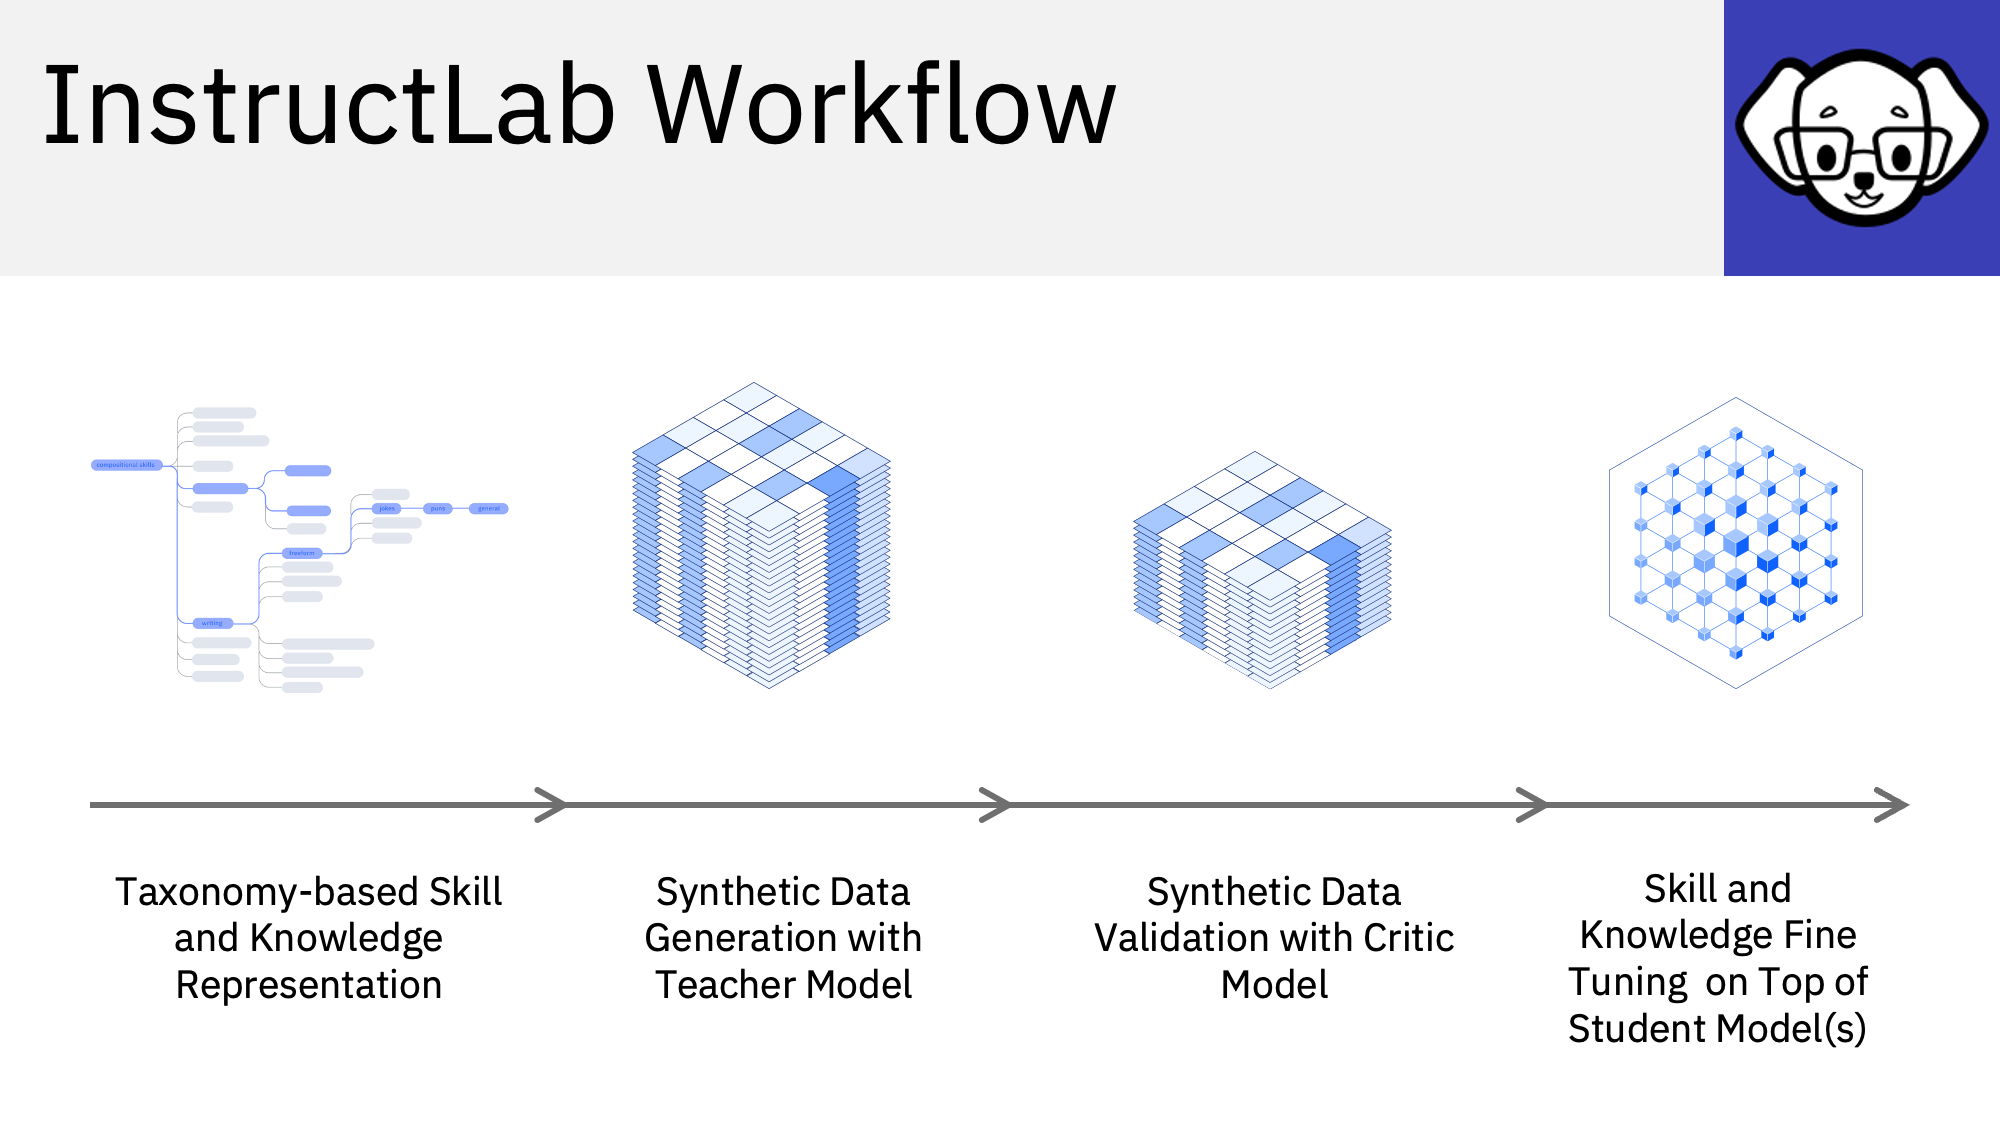 InstructLab Workflow
compositional skills
jokes
puns
general
freeform
writing
Taxonomy-based Skill
and Knowledge
Representation
Synthetic Data
Generation with
Teacher Model
Synthetic Data
Validation with Critic
Model
Skill and
Knowledge Fine
Tuning  on Top of
Student Model(s)